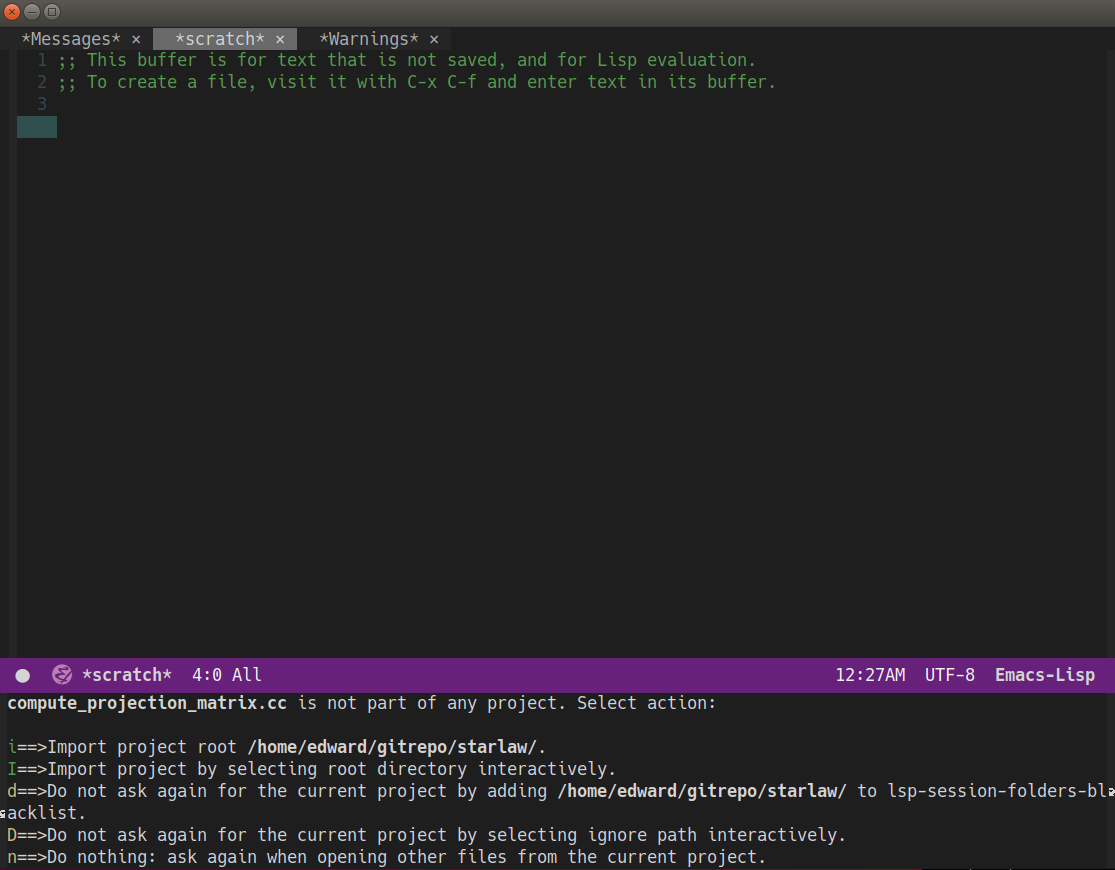 *Messages* × *scratch* × *Warnings* ×
1 ;; This buffer is for text that is not saved, and for Lisp evaluation.
2 ;; To create a file, visit it with C-x C-f and enter text in its buffer.
3
*scratch* 4:0 All 12:27AM UTF-8 Emacs-Lisp
compute_projection_matrix.cc is not part of any project. Select action:
i==>Import project root /home/edward/gitrepo/starlaw/.
I==>Import project by selecting root directory interactively.
d==>Do not ask again for the current project by adding /home/edward/gitrepo/starlaw/ to lsp-session-folders-bl
acklist.
D==>Do not ask again for the current project by selecting ignore path interactively.
n==>Do nothing: ask again when opening other files from the current project.